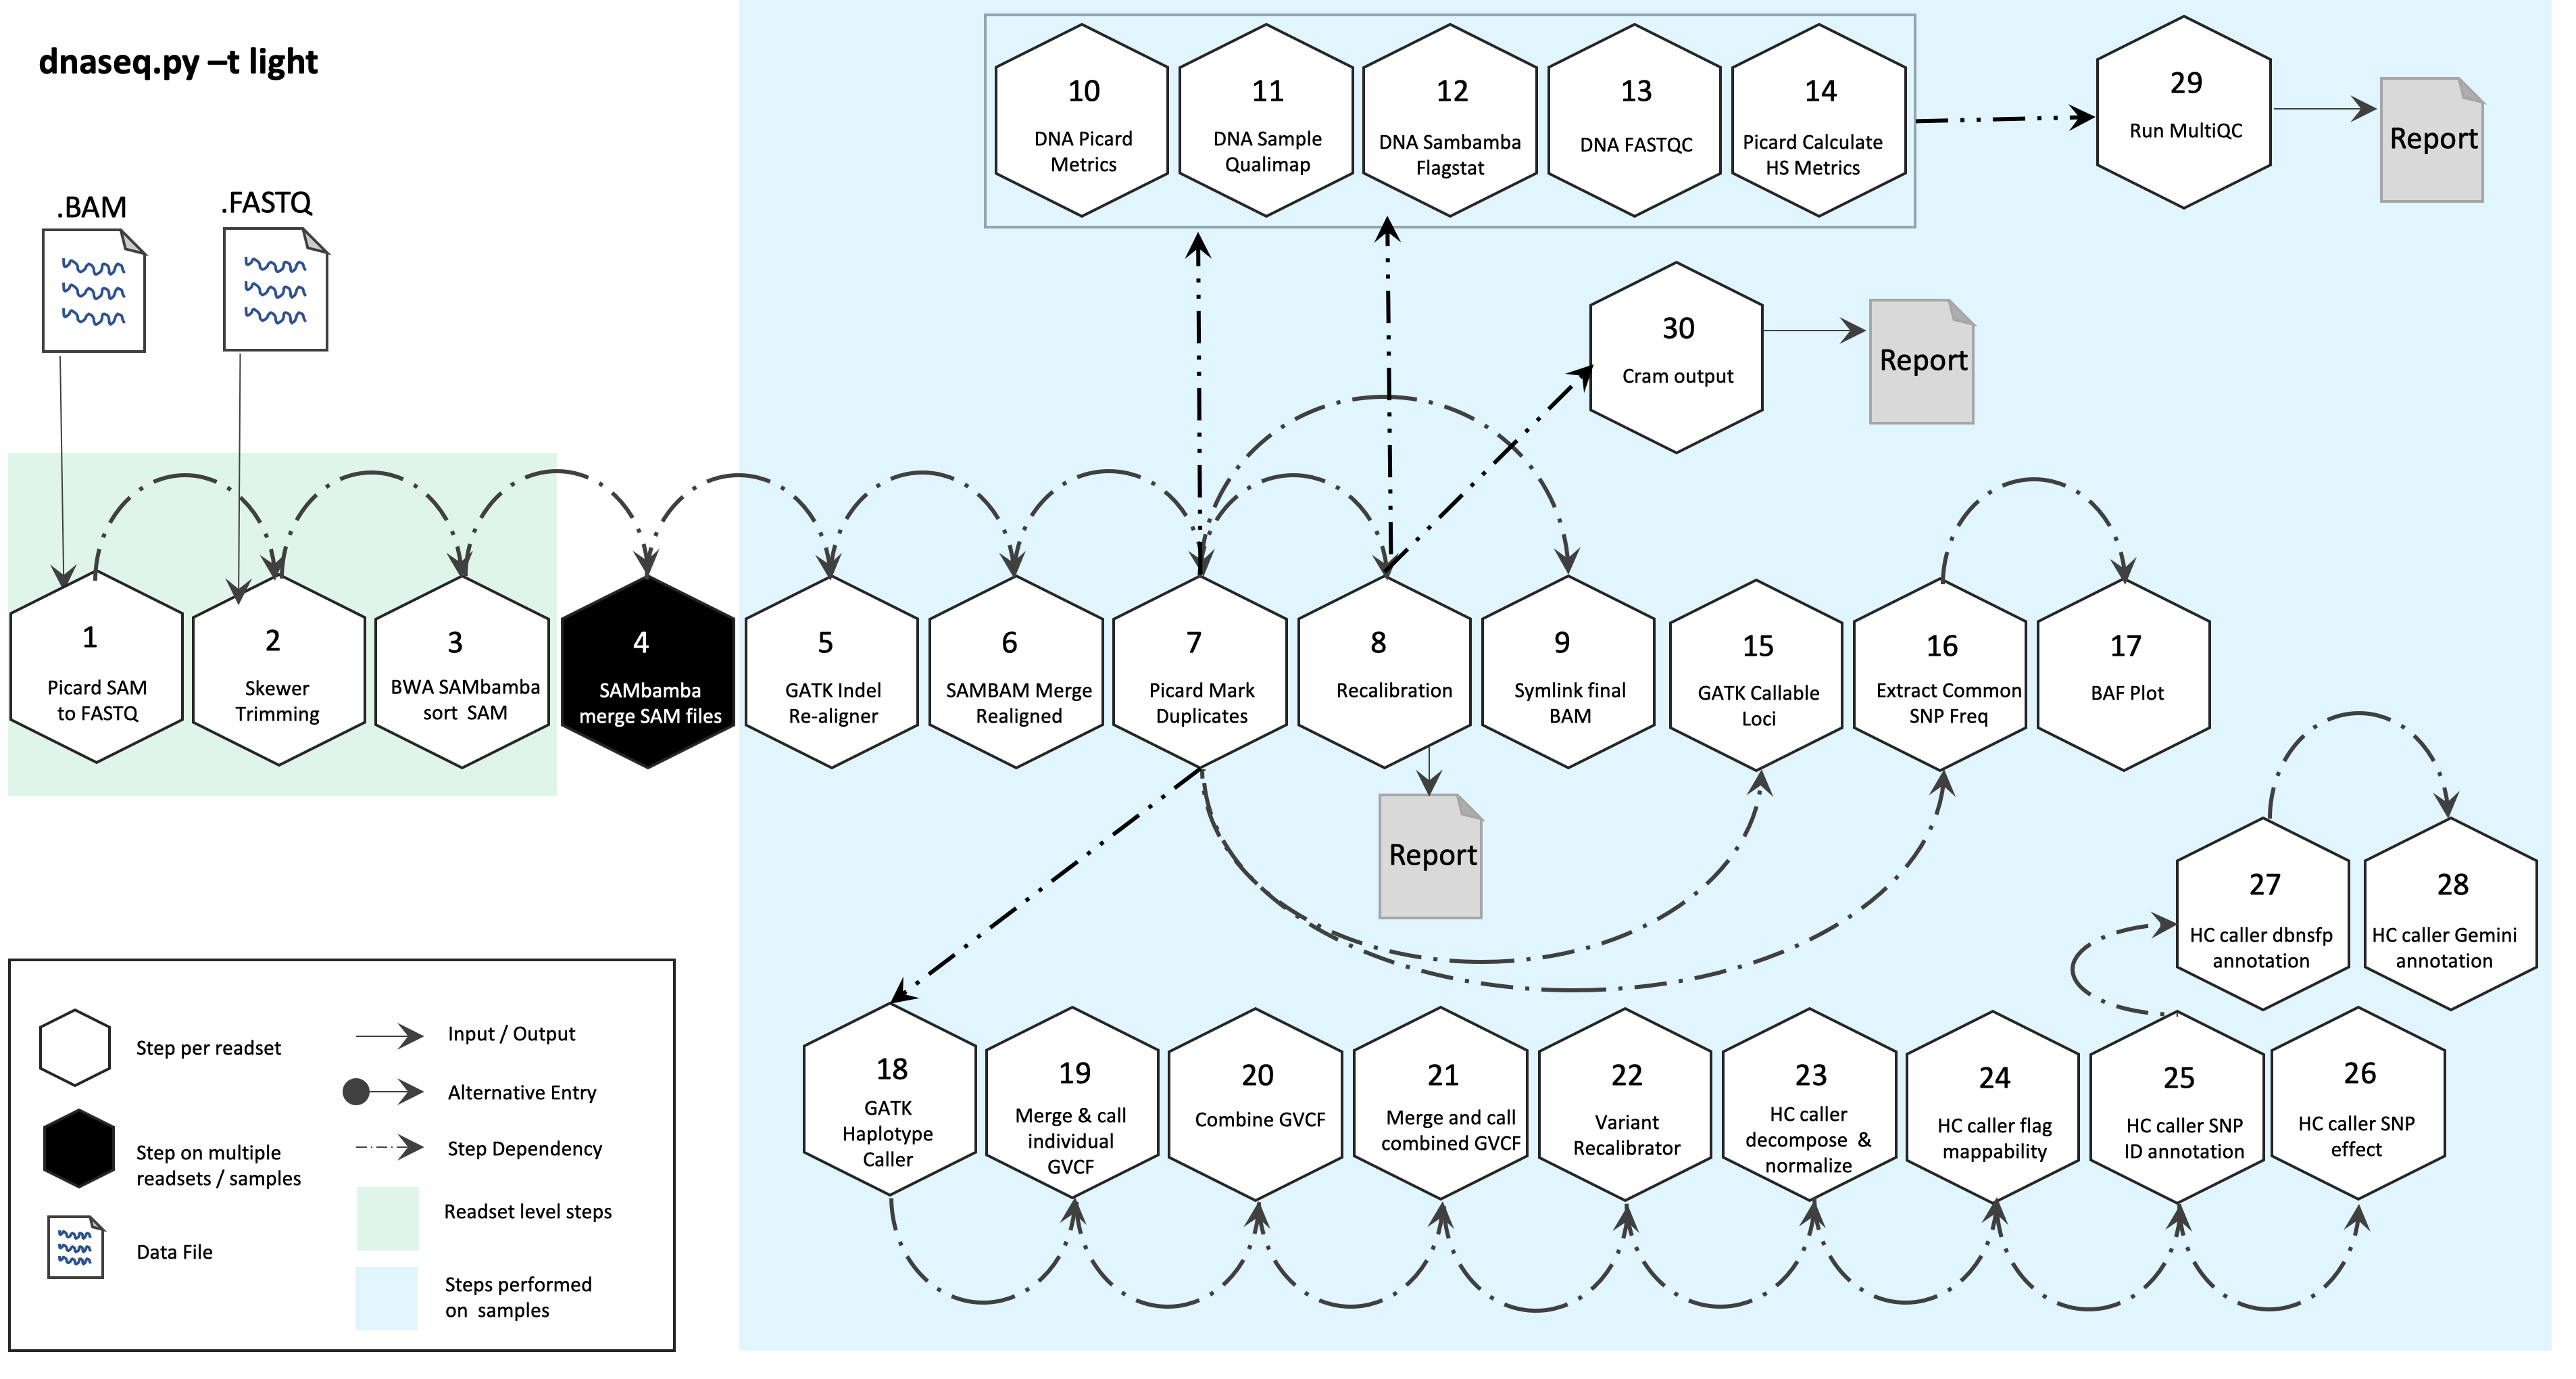 dnaseq.py –t light
.BAM
.FASTQ
10
DNA Picard
Metrics
11
DNA Sample
Qualimap
12
DNA Sambamba
Flagstat
13
DNA FASTQC
14
Picard Calculate
HS Metrics
29
Run MultiQC
Report
30
Cram output
Report
1
Picard SAM
to FASTQ
2
Skewer
Trimming
3
BWA SAMbamba
sort SAM
4
SAMbamba
merge SAM files
5
GATK Indel
Re-aligner
6
SAMBAM Merge
Realigned
7
Picard Mark
Duplicates
8
Recalibration
9
Symlink final
BAM
15
GATK Callable
Loci
16
Extract Common
SNP Freq
17
BAF Plot
Report
27
HC caller dbnsfp
annotation
28
HC caller Gemini
annotation
18
GATK
Haplotype
Caller
19
Merge & call
individual
GVCF
20
Combine GVCF
21
Merge and call
combined GVCF
22
Variant
Recalibrator
23
HC caller
decompose &
normalize
24
HC caller flag
mappability
25
HC caller SNP
ID annotation
26
HC caller SNP
effect
Step per readset
Step on multiple
readsets / samples
Data File
Input / Output
Alternative Entry
Step Dependency
Readset level steps
Steps performed
on samples